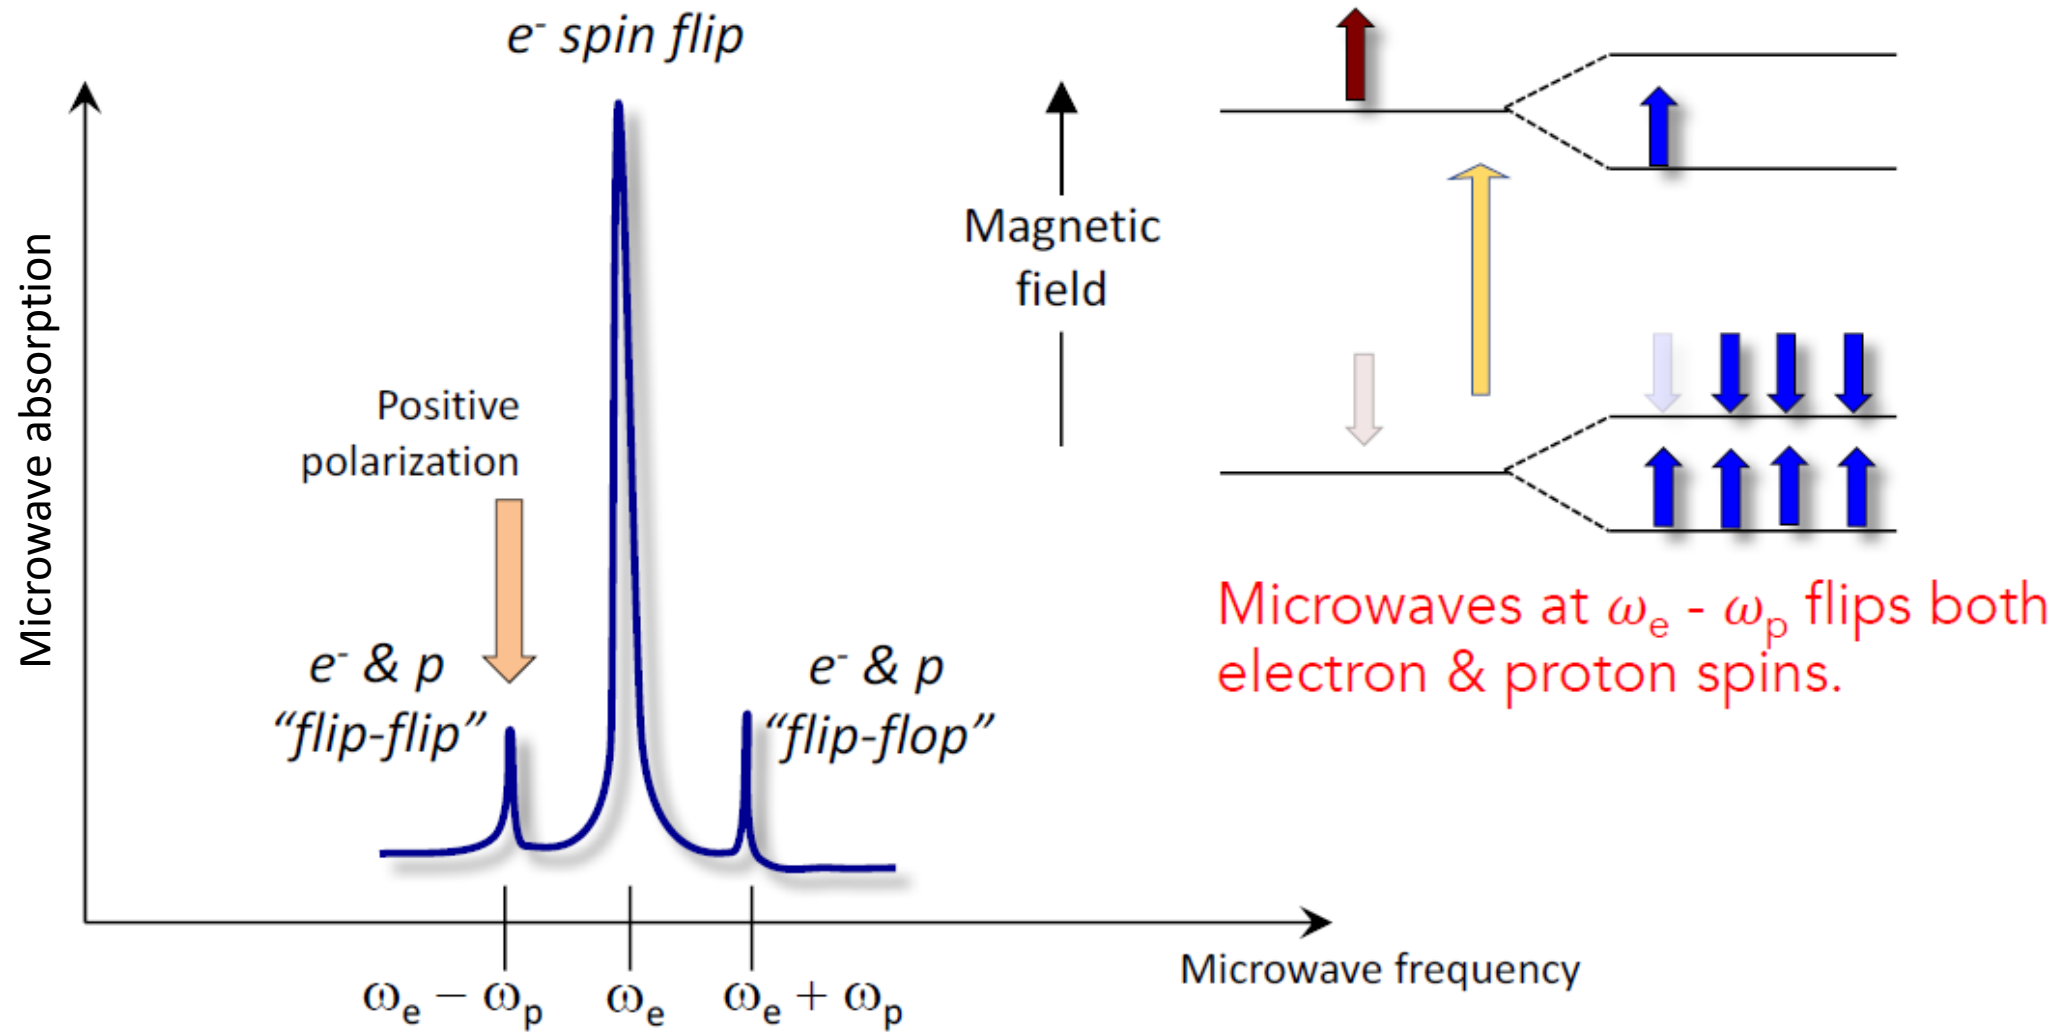 e⁻ spin flip
Microwave absorption
Positive
polarization
e⁻ & p
“flip-flip”
e⁻ & p
“flip-flop”
ωₑ − ωₚ
ωₑ
ωₑ + ωₚ
Microwave frequency
Magnetic
field
Microwaves at ωₑ - ωₚ flips both
electron & proton spins.